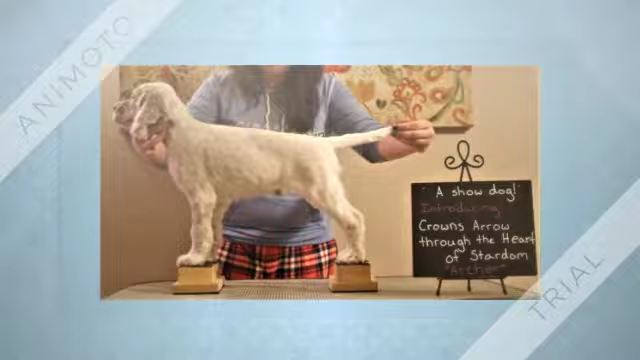 ANIMOTO
A show dog!
Introducing
Crowns Arrow
through the Heart
of Stardom
"Archer"
TRIAL